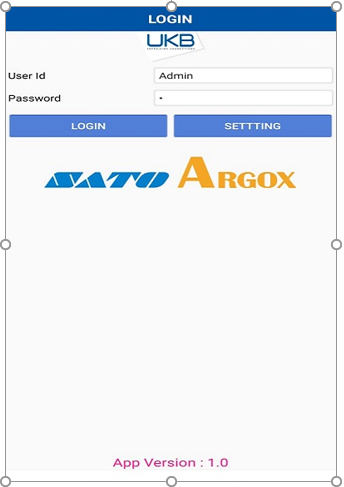 LOGIN
UKB
User Id Admin
Password •
LOGIN SETTTING
SATO ARGOX
App Version : 1.0